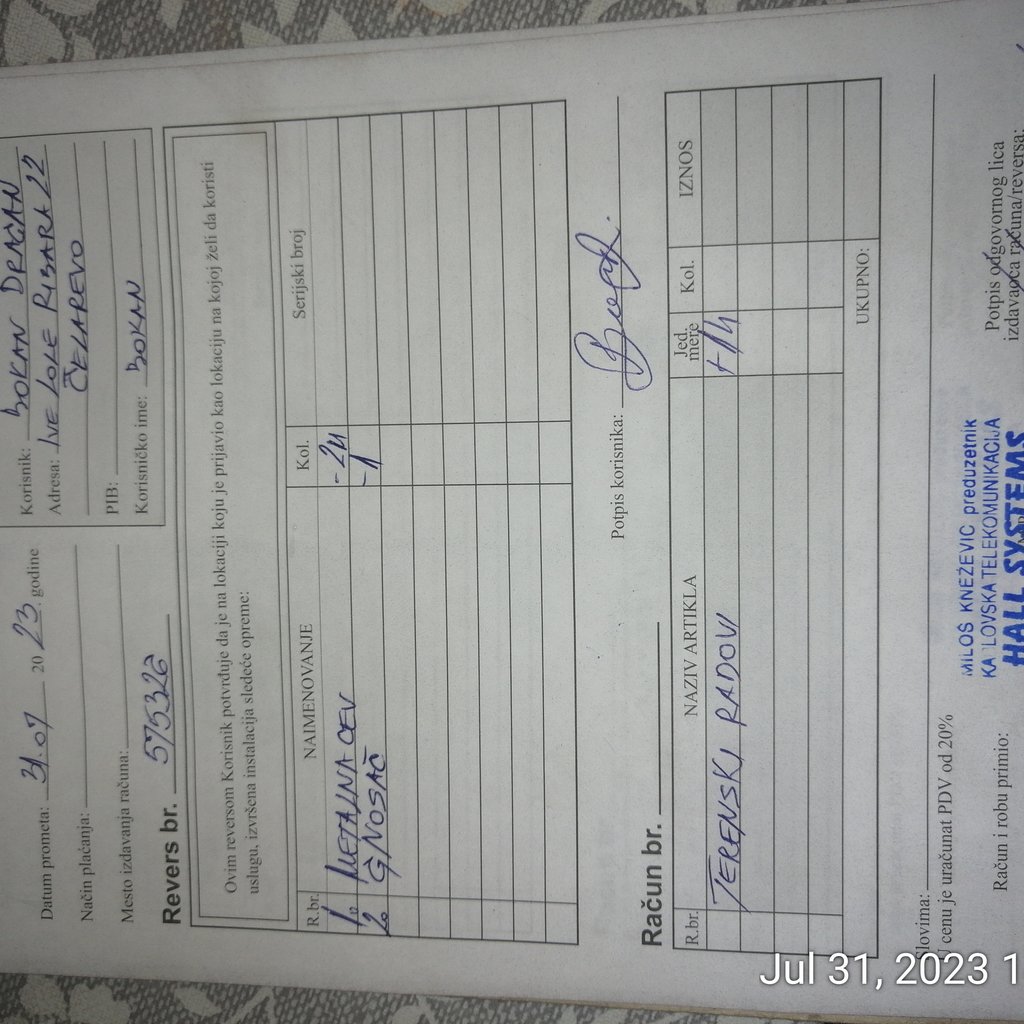 Datum prometa: 31.07 2023. godine
Način plaćanja:
Mesto izdavanja računa:
Korisnik: BOKAN DRAGAN
Adresa: IVE LOLE RIBARA 22
ČELAREVO
PIB:
Korisničko ime: BOKAN
Revers br. 575326
Ovim reversom Korisnik potvrđuje da je na lokaciji koju je prijavio kao lokaciju na kojoj želi da koristi
uslugu, izvršena instalacija sledeće opreme:
R.br. NAIMENOVANJE Kol. Serijski broj
1. METALNA CEV -2M
2. G NOSAČ -1
Potpis korisnika:
Račun br.
R.br. NAZIV ARTIKLA Jed. mere Kol. IZNOS
TERENSKI RADOVI
UKUPNO:
Slovima:
U cenu je uračunat PDV od 20%
Račun i robu primio:
MILOŠ KNEŽEVIĆ preduzetnik
KABLOVSKA TELEKOMUNIKACIJA
HALL SYSTEMS
Potpis odgovornog lica
izdavaoca računa/reversa:
Jul 31, 2023 1